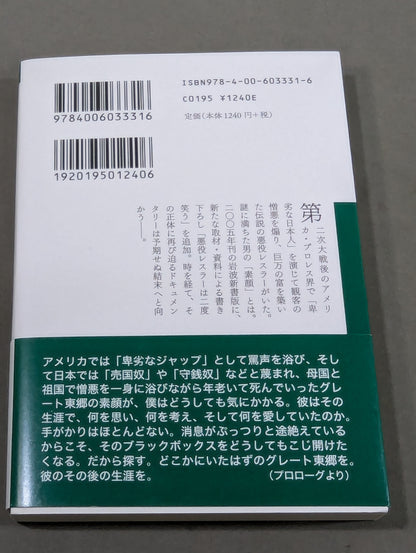 ISBN978-4-00-603331-6
C0195 ¥1240E
定価(本体 1240 円+税)
9784006033316
1920195012406
第二次大戦後のアメリ
カ・プロレス界で「卑
劣な日本人」を演じて観客の
憎悪を煽り、巨万の富を築い
た伝説の悪役レスラーがいた。
謎に満ちた男の「素顔」とは。
二〇〇五年刊の岩波新書版に、
新たな取材・資料による書き
下ろし「悪役レスラーは二度
笑う」を追加。時を経て、そ
の正体に再び迫るドキュメン
タリーは予期せぬ結末へと向
かう――。
アメリカでは「卑劣なジャップ」として罵声を浴び、そし
て日本では「売国奴」や「守銭奴」などと蔑まれ、母国と
祖国で憎悪を一身に浴びながら年老いて死んでいったグ
レート東郷の素顔が、僕はどうしても気にかかる。彼はその
生涯で、何を思い、何を考え、そして何を愛していたのか。
手がかりはほとんどない。消息がぷっつりと途絶えている
からこそ、そのブラックボックスをどうしてもこじ開けた
くなる。だから探す。どこかにいたはずのグレート東郷を。
彼のその後の生涯を。
(プロローグより)